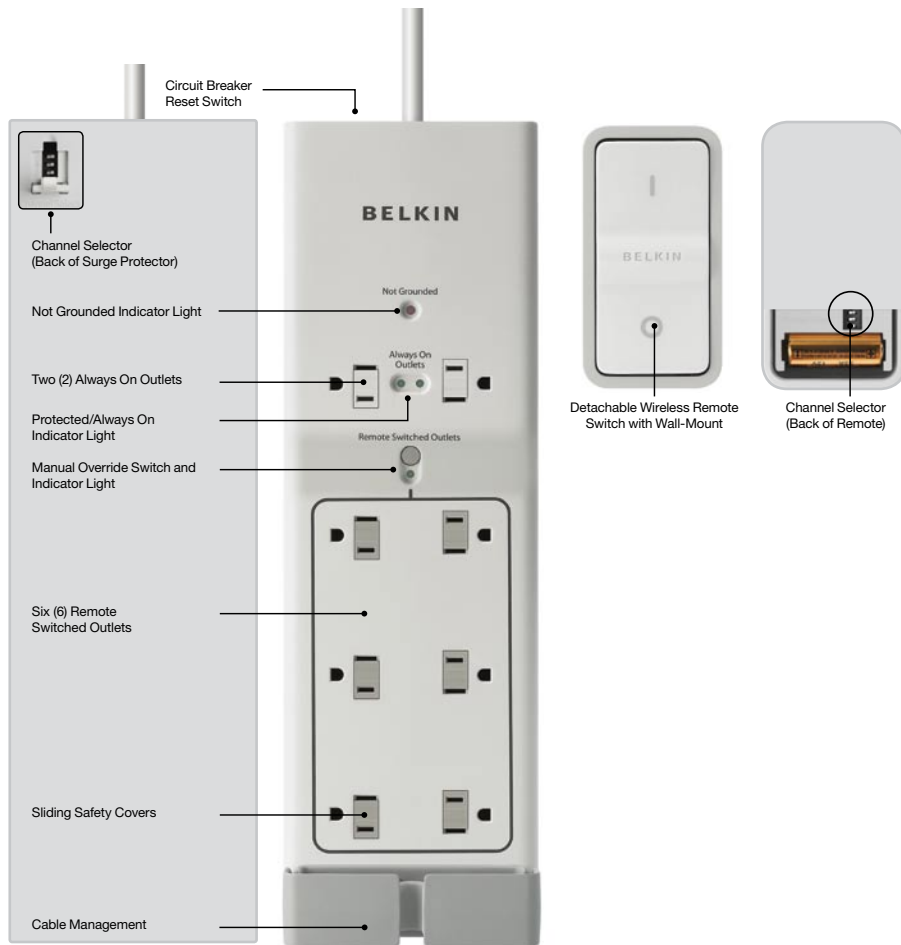 Circuit Breaker
Reset Switch
BELKIN
Channel Selector
(Back of Surge Protector)
Not Grounded
Not Grounded Indicator Light
Always On
Outlets
Two (2) Always On Outlets
Protected/Always On
Indicator Light
Remote Switched Outlets
Manual Override Switch and
Indicator Light
Six (6) Remote
Switched Outlets
Sliding Safety Covers
Cable Management
BELKIN
Detachable Wireless Remote
Switch with Wall-Mount
Channel Selector
(Back of Remote)